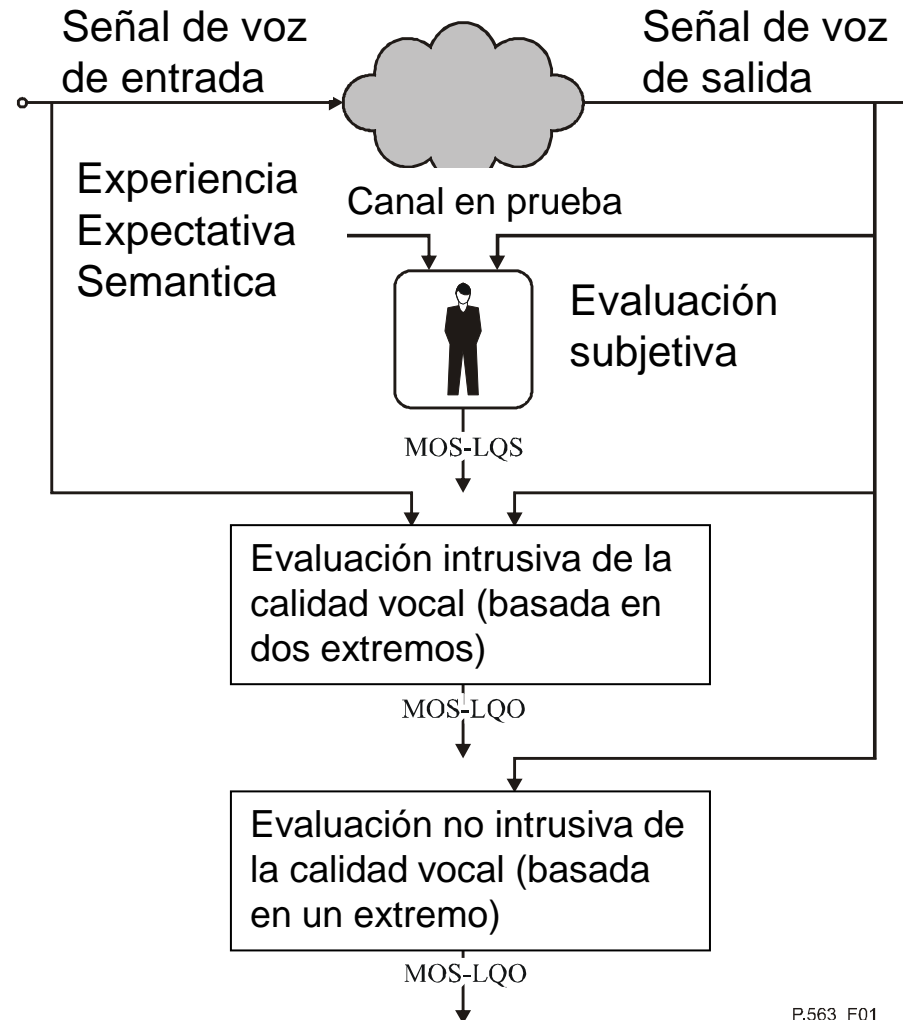 Señal de voz
de entrada
Señal de voz
de salida
Experiencia
Expectativa
Semantica
Canal en prueba
Evaluación
subjetiva
MOS-LQS
Evaluación intrusiva de la
calidad vocal (basada en
dos extremos)
MOS-LQO
Evaluación no intrusiva de
la calidad vocal (basada
en un extremo)
MOS-LQO
P.563_F01